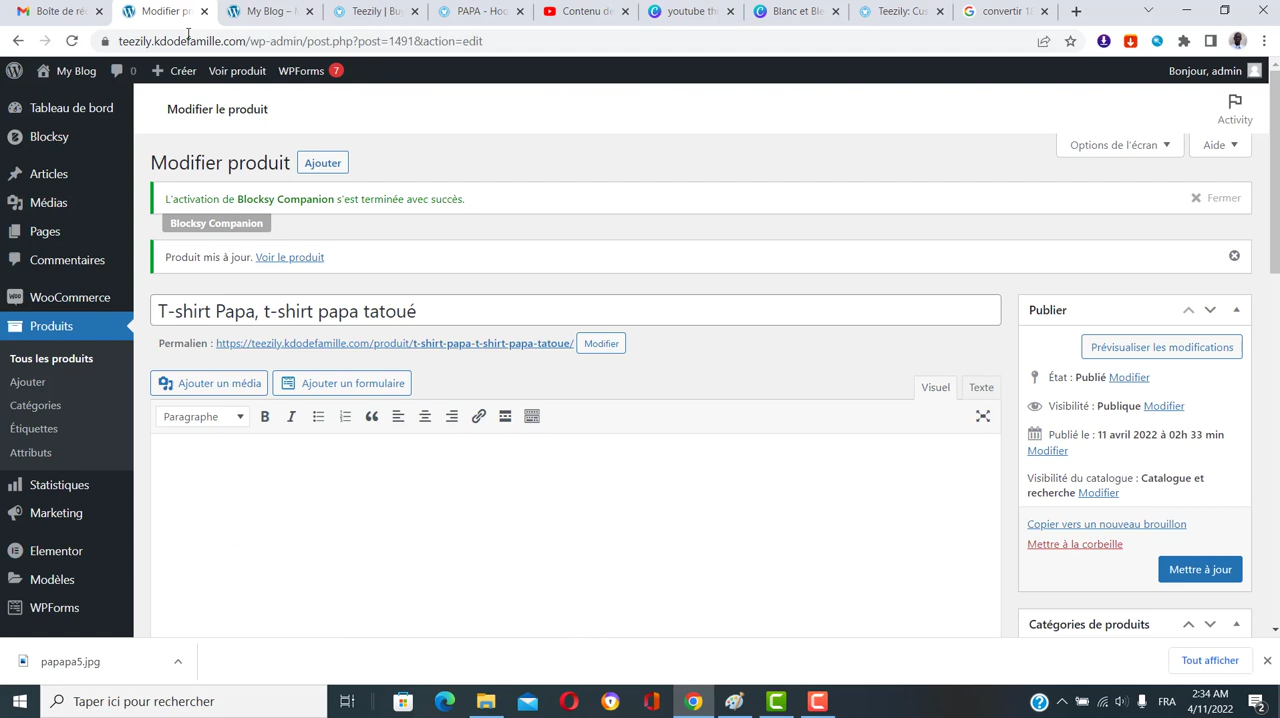 Boîte de ré
Modifier pr
My Blog –
Teezily | Bu
PAPA - Ho
Contenu de
youtube th
Blanc et Bl
Teezily: Cus
convertir 1
teezily.kdodefamille.com/wp-admin/post.php?post=1491&action=edit
My Blog
0
Créer
Voir produit
WPForms
7
Bonjour, admin
Tableau de bord
Blocksy
Articles
Médias
Pages
Commentaires
WooCommerce
Produits
Tous les produits
Ajouter
Catégories
Étiquettes
Attributs
Statistiques
Marketing
Elementor
Modèles
WPForms
Modifier le produit
Activity
Options de l'écran
Aide
Modifier produit
Ajouter
L'activation de Blocksy Companion s'est terminée avec succès.
Fermer
Blocksy Companion
Produit mis à jour. Voir le produit
T-shirt Papa, t-shirt papa tatoué
Permalien : https://teezily.kdodefamille.com/produit/t-shirt-papa-t-shirt-papa-tatoue/
Modifier
Ajouter un média
Ajouter un formulaire
Visuel
Texte
Paragraphe
Publier
Prévisualiser les modifications
État : Publié Modifier
Visibilité : Publique Modifier
Publié le : 11 avril 2022 à 02h 33 min
Modifier
Visibilité du catalogue : Catalogue et
recherche Modifier
Copier vers un nouveau brouillon
Mettre à la corbeille
Mettre à jour
Catégories de produits
papapa5.jpg
Tout afficher
Taper ici pour rechercher
FRA
2:34 AM
4/11/2022
2